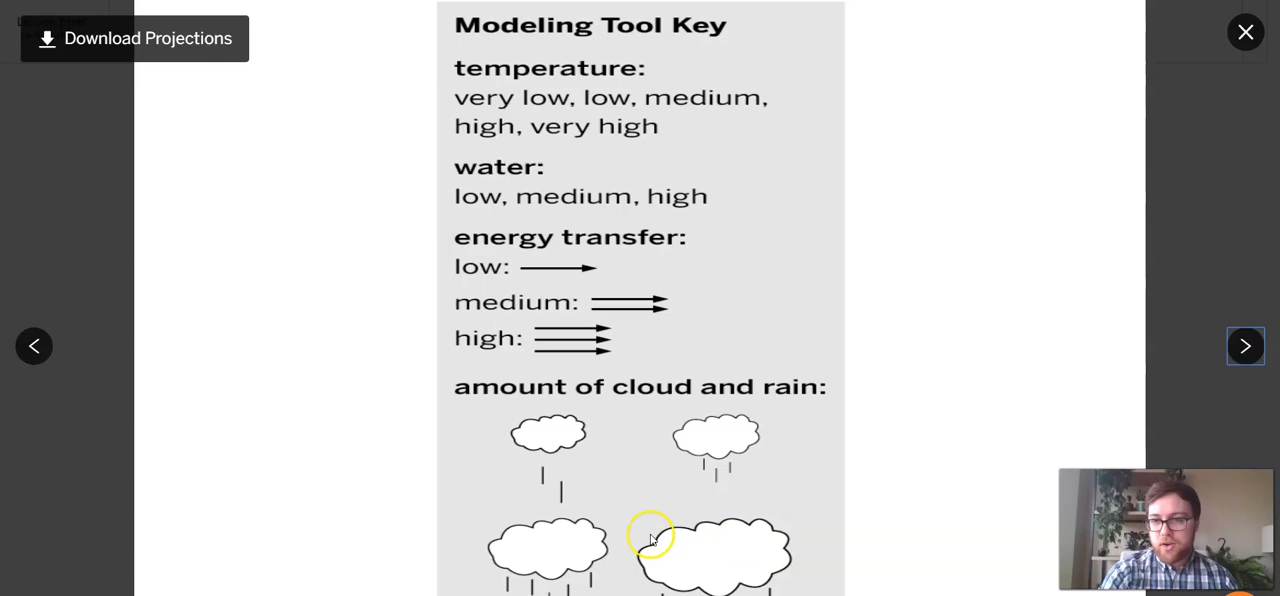 Download Projections
Modeling Tool Key
temperature:
very low, low, medium,
high, very high
water:
low, medium, high
energy transfer:
low:
medium:
high:
amount of cloud and rain: